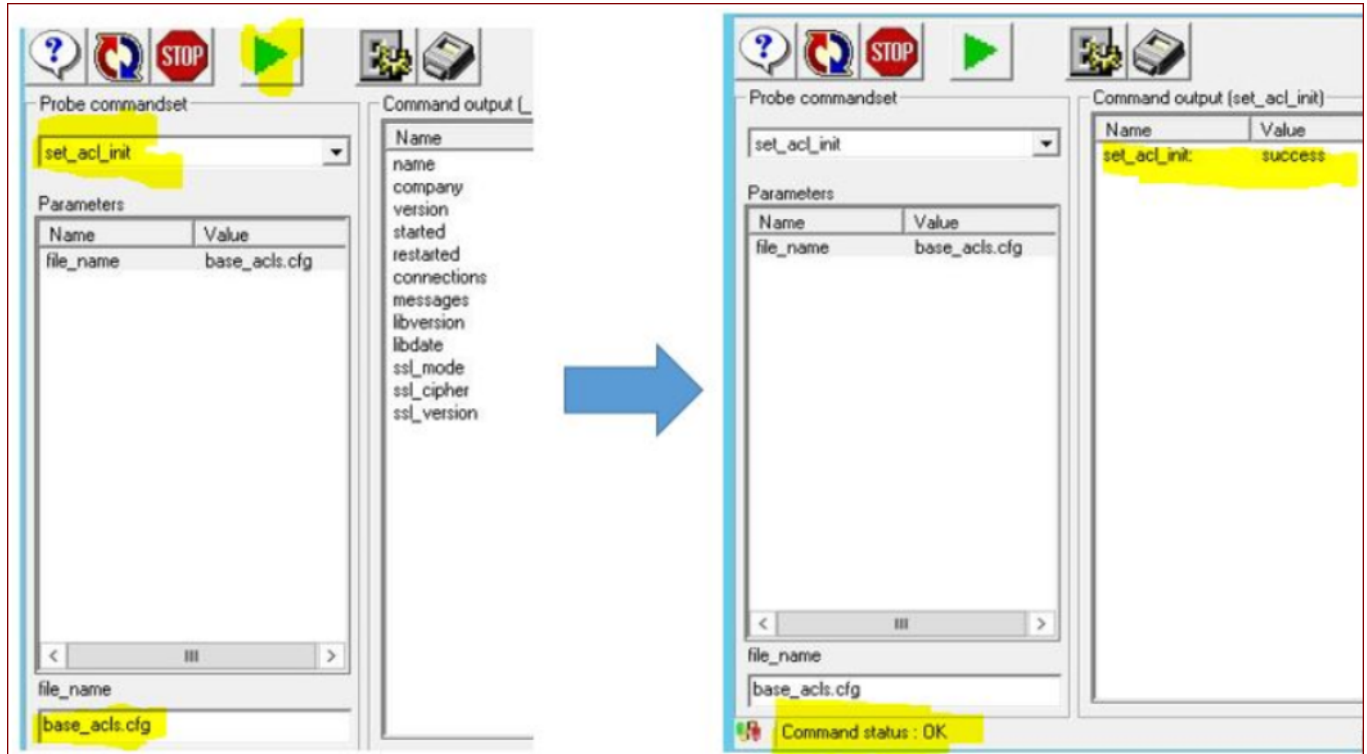 ?
STOP
Probe commandset
set_acl_init
Parameters
Name Value
file_name base_acls.cfg
file_name
base_acls.cfg
Command output (_
Name
name
company
version
started
restarted
connections
messages
libversion
libdate
ssl_mode
ssl_cipher
ssl_version
?
STOP
Probe commandset
set_acl_init
Parameters
Name Value
file_name base_acls.cfg
file_name
base_acls.cfg
Command status : OK
Command output (set_acl_init)
Name Value
set_acl_init: success